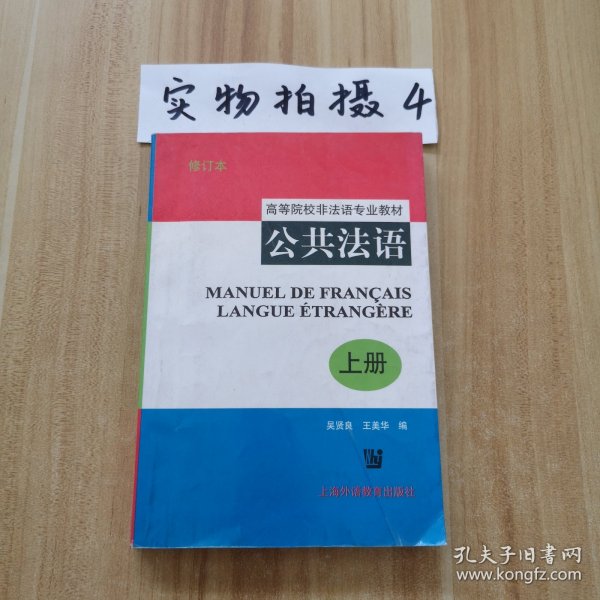 实物拍摄4
修订本
高等院校非法语专业教材
公共法语
MANUEL DE FRANÇAIS
LANGUE ÉTRANGÈRE
上册
吴贤良 王美华 编
上海外语教育出版社
孔夫子旧书网
www.kongfz.com